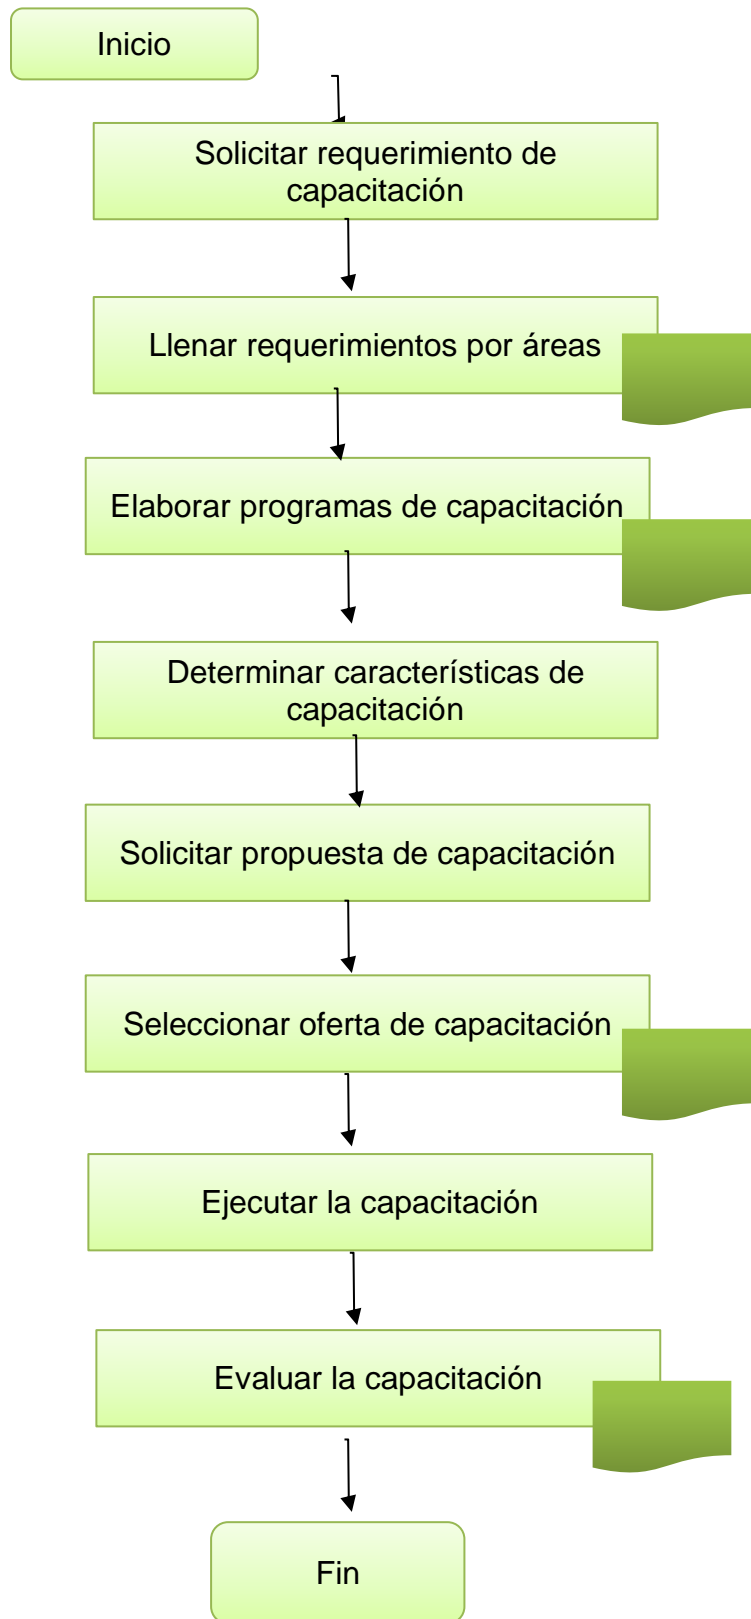 Inicio
Solicitar requerimiento de
capacitación
Llenar requerimientos por áreas
Elaborar programas de capacitación
Determinar características de
capacitación
Solicitar propuesta de capacitación
Seleccionar oferta de capacitación
Ejecutar la capacitación
Evaluar la capacitación
Fin